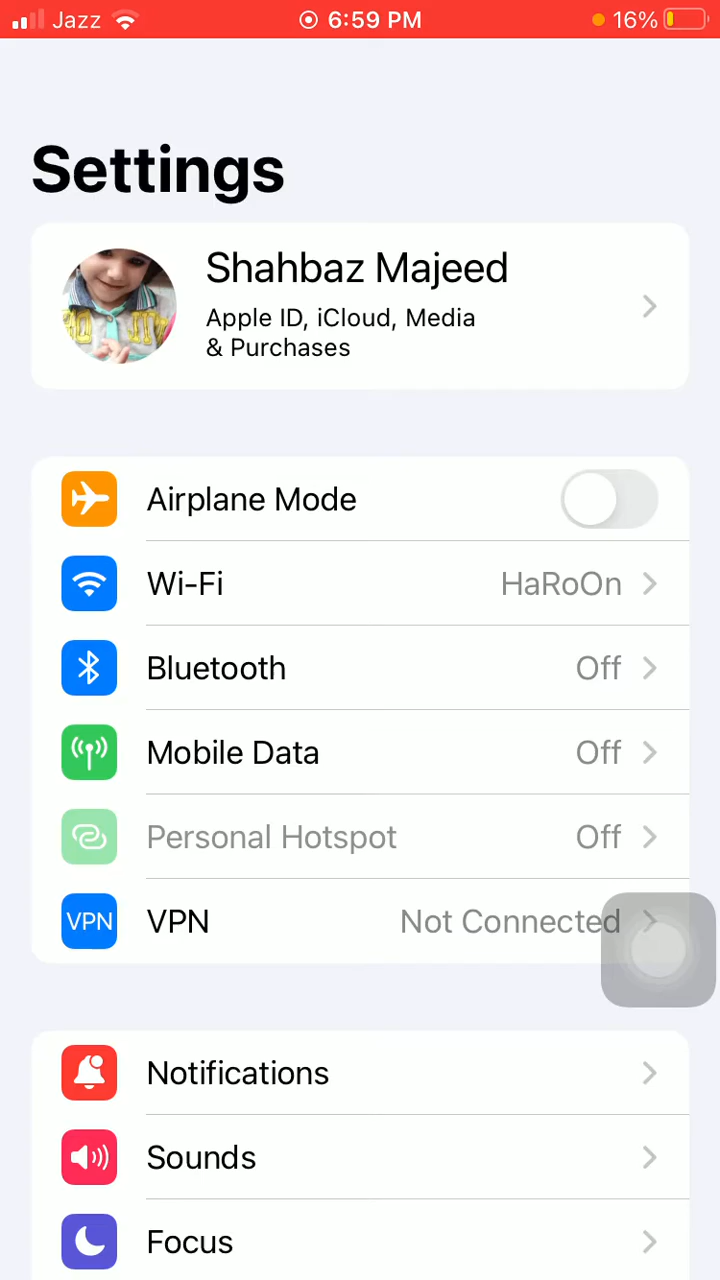 Jazz 6:59 PM 16%
Settings
Shahbaz Majeed
Apple ID, iCloud, Media
& Purchases
Airplane Mode
Wi-Fi HaRoOn
Bluetooth Off
Mobile Data Off
Personal Hotspot Off
VPN VPN Not Connected
Notifications
Sounds
Focus